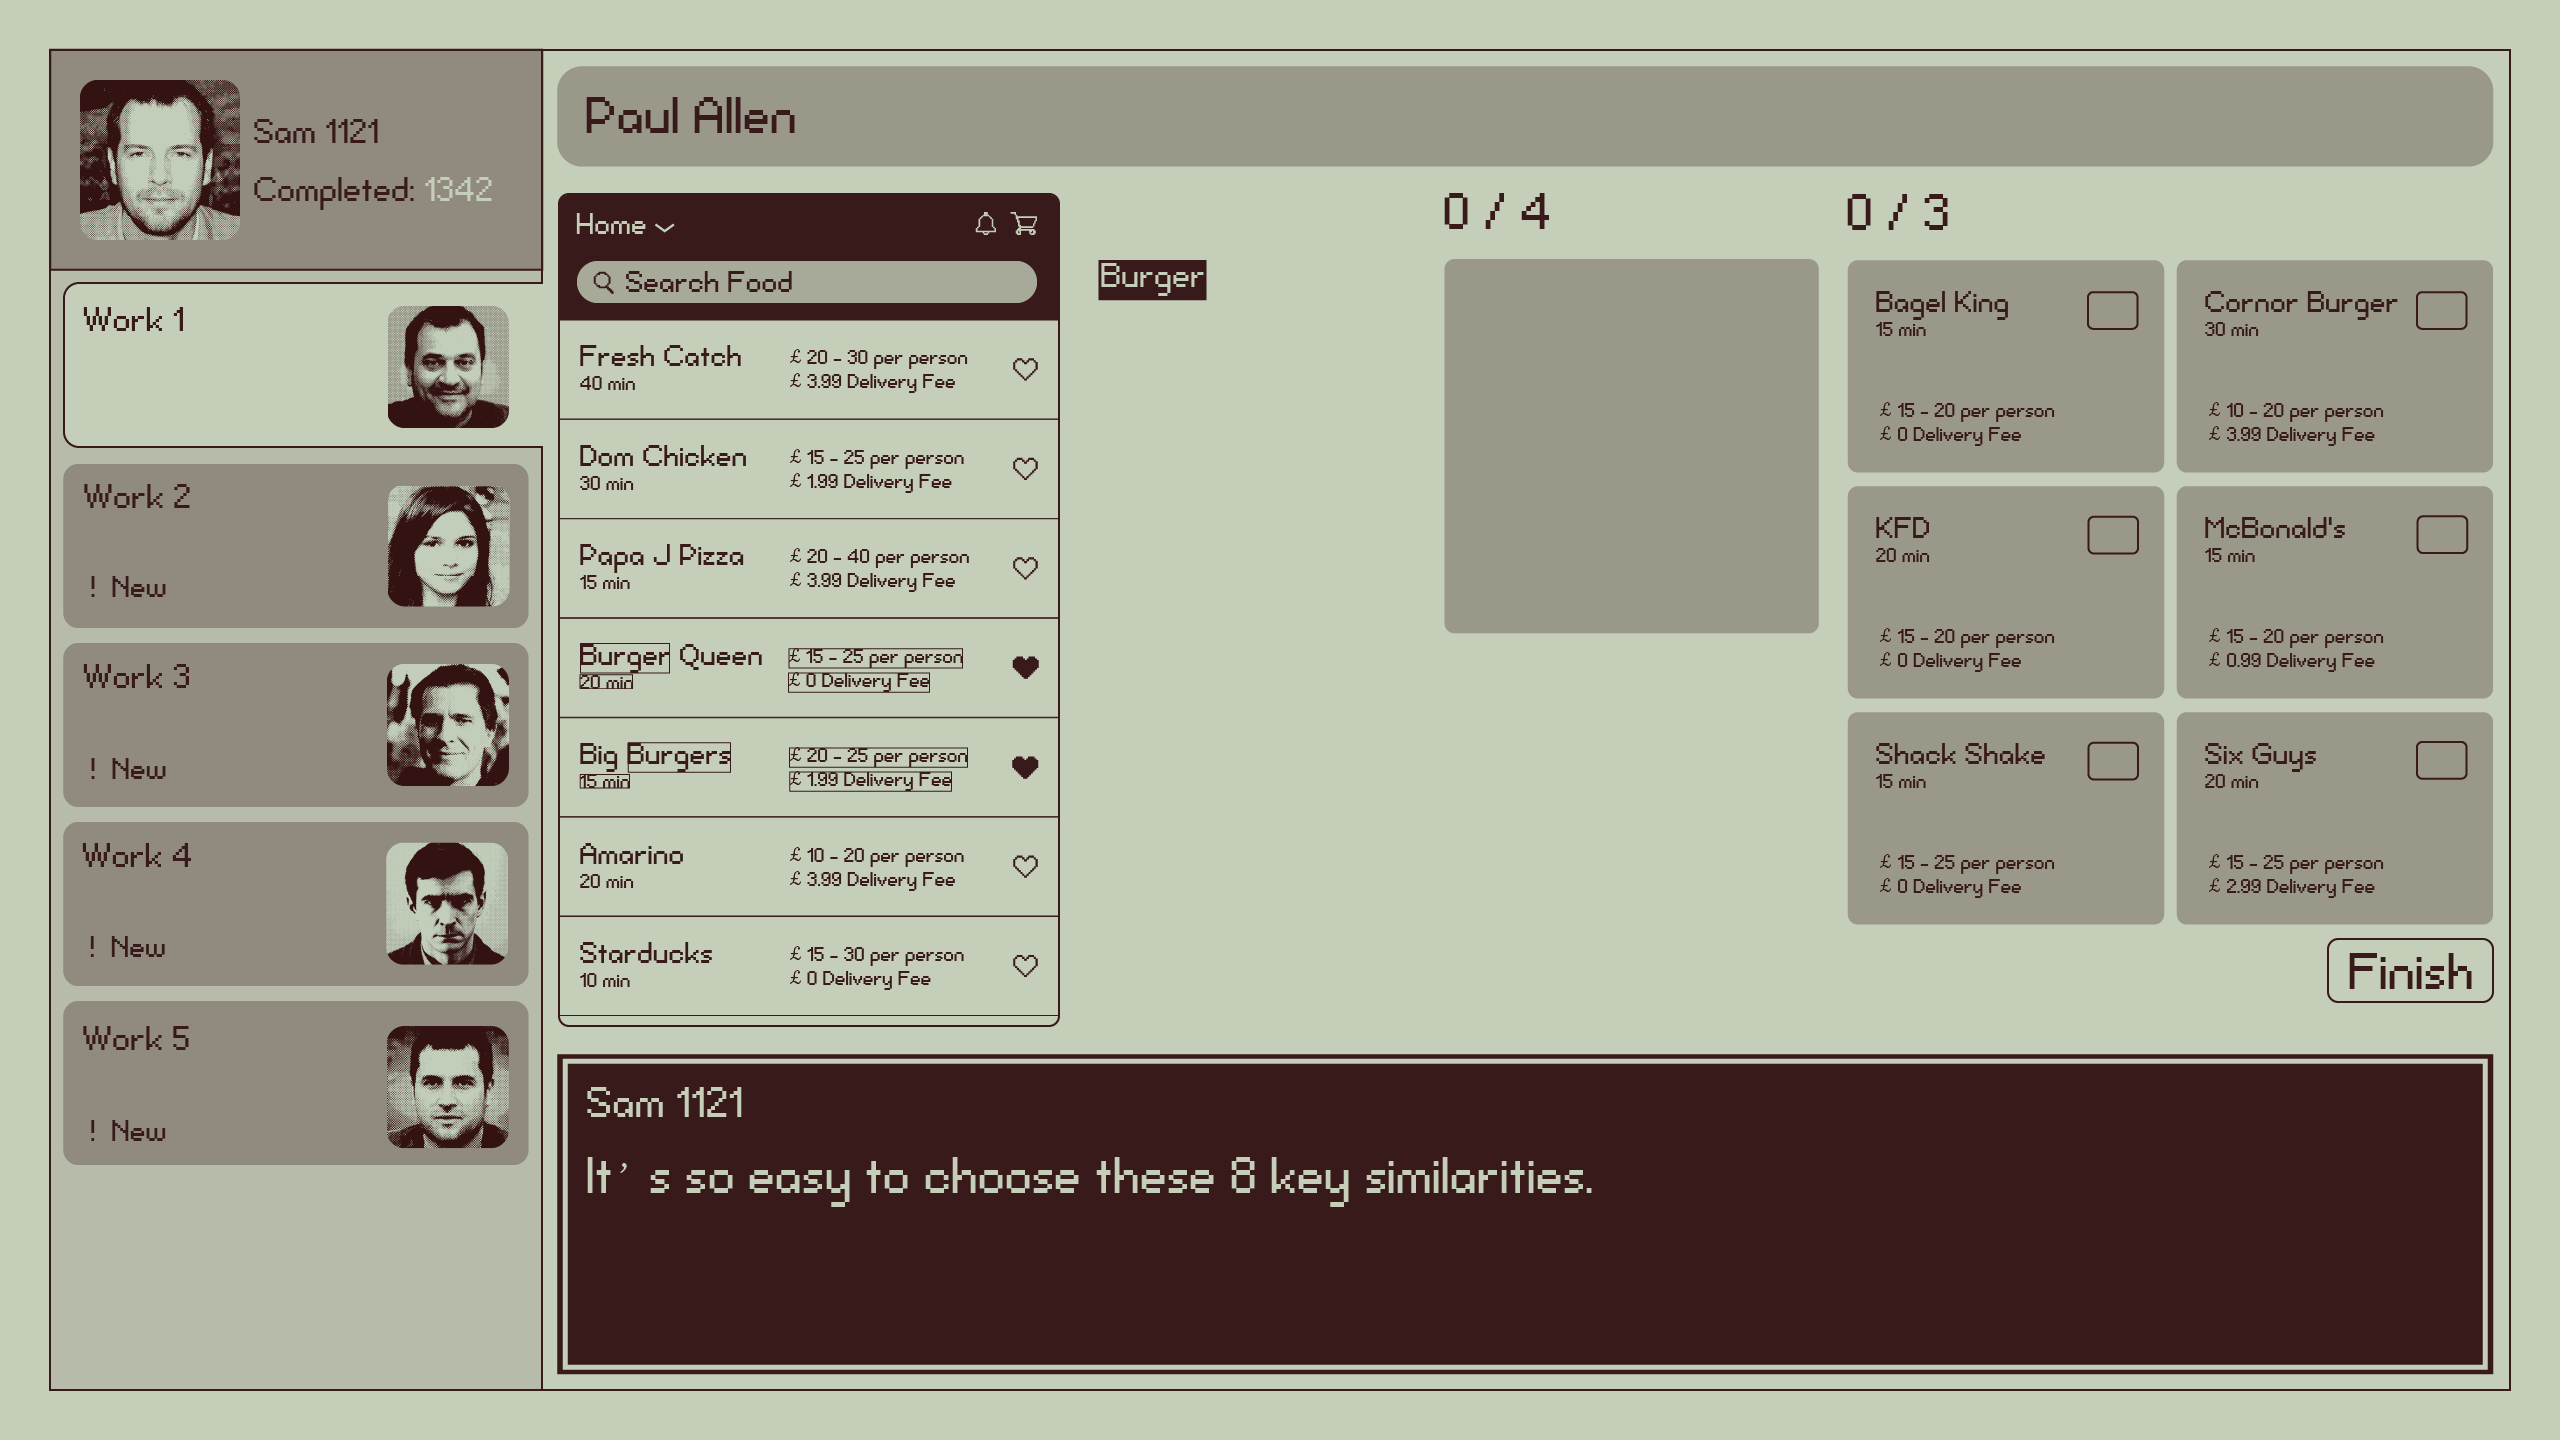 Sam 1121
Completed: 1342
Work 1
Work 2
! New
Work 3
! New
Work 4
! New
Work 5
! New
Paul Allen
Home
Search Food
Fresh Catch
40 min
£ 20 - 30 per person
£ 3.99 Delivery Fee
Dom Chicken
30 min
£ 15 - 25 per person
£ 1.99 Delivery Fee
Papa J Pizza
15 min
£ 20 - 40 per person
£ 3.99 Delivery Fee
Burger Queen
20 min
£ 15 - 25 per person
£ 0 Delivery Fee
Big Burgers
15 min
£ 20 - 25 per person
£ 1.99 Delivery Fee
Amarino
20 min
£ 10 - 20 per person
£ 3.99 Delivery Fee
Starducks
10 min
£ 15 - 30 per person
£ 0 Delivery Fee
Burger
0 / 4
0 / 3
Bagel King
15 min
£ 15 - 20 per person
£ 0 Delivery Fee
Cornor Burger
30 min
£ 10 - 20 per person
£ 3.99 Delivery Fee
KFD
20 min
£ 15 - 20 per person
£ 0 Delivery Fee
McBonald's
15 min
£ 15 - 20 per person
£ 0.99 Delivery Fee
Shack Shake
15 min
£ 15 - 25 per person
£ 0 Delivery Fee
Six Guys
20 min
£ 15 - 25 per person
£ 2.99 Delivery Fee
Finish
Sam 1121
It’s so easy to choose these 8 key similarities.